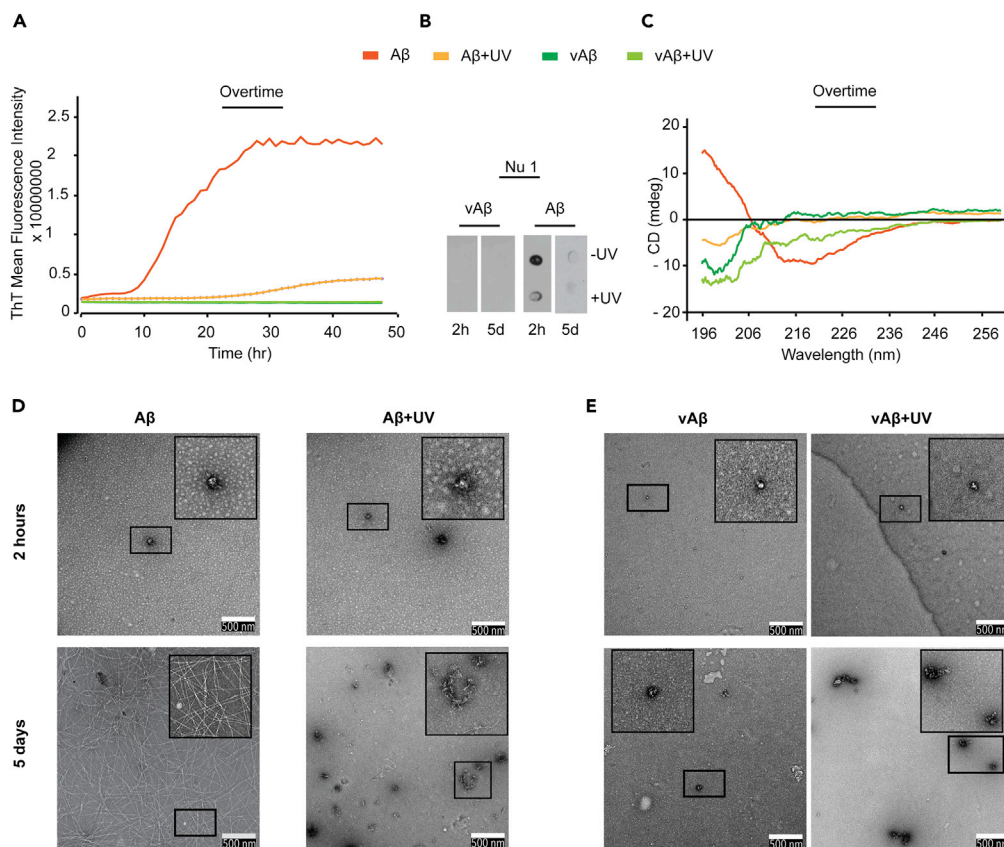 A
B
C
Aβ
Aβ+UV
vAβ
vAβ+UV
Overtime
ThT Mean Fluorescence Intensity
x 10000000
2.5
2
1.5
1
0.5
0
0
10
20
30
40
50
Time (hr)
Nu 1
vAβ
Aβ
-UV
+UV
2h
5d
2h
5d
Overtime
CD (mdeg)
20
10
0
- 10
- 20
196
206
216
226
236
246
256
Wavelength (nm)
D
Aβ
Aβ+UV
E
vAβ
vAβ+UV
2 hours
500 nm
500 nm
500 nm
500 nm
5 days
500 nm
500 nm
500 nm
500 nm